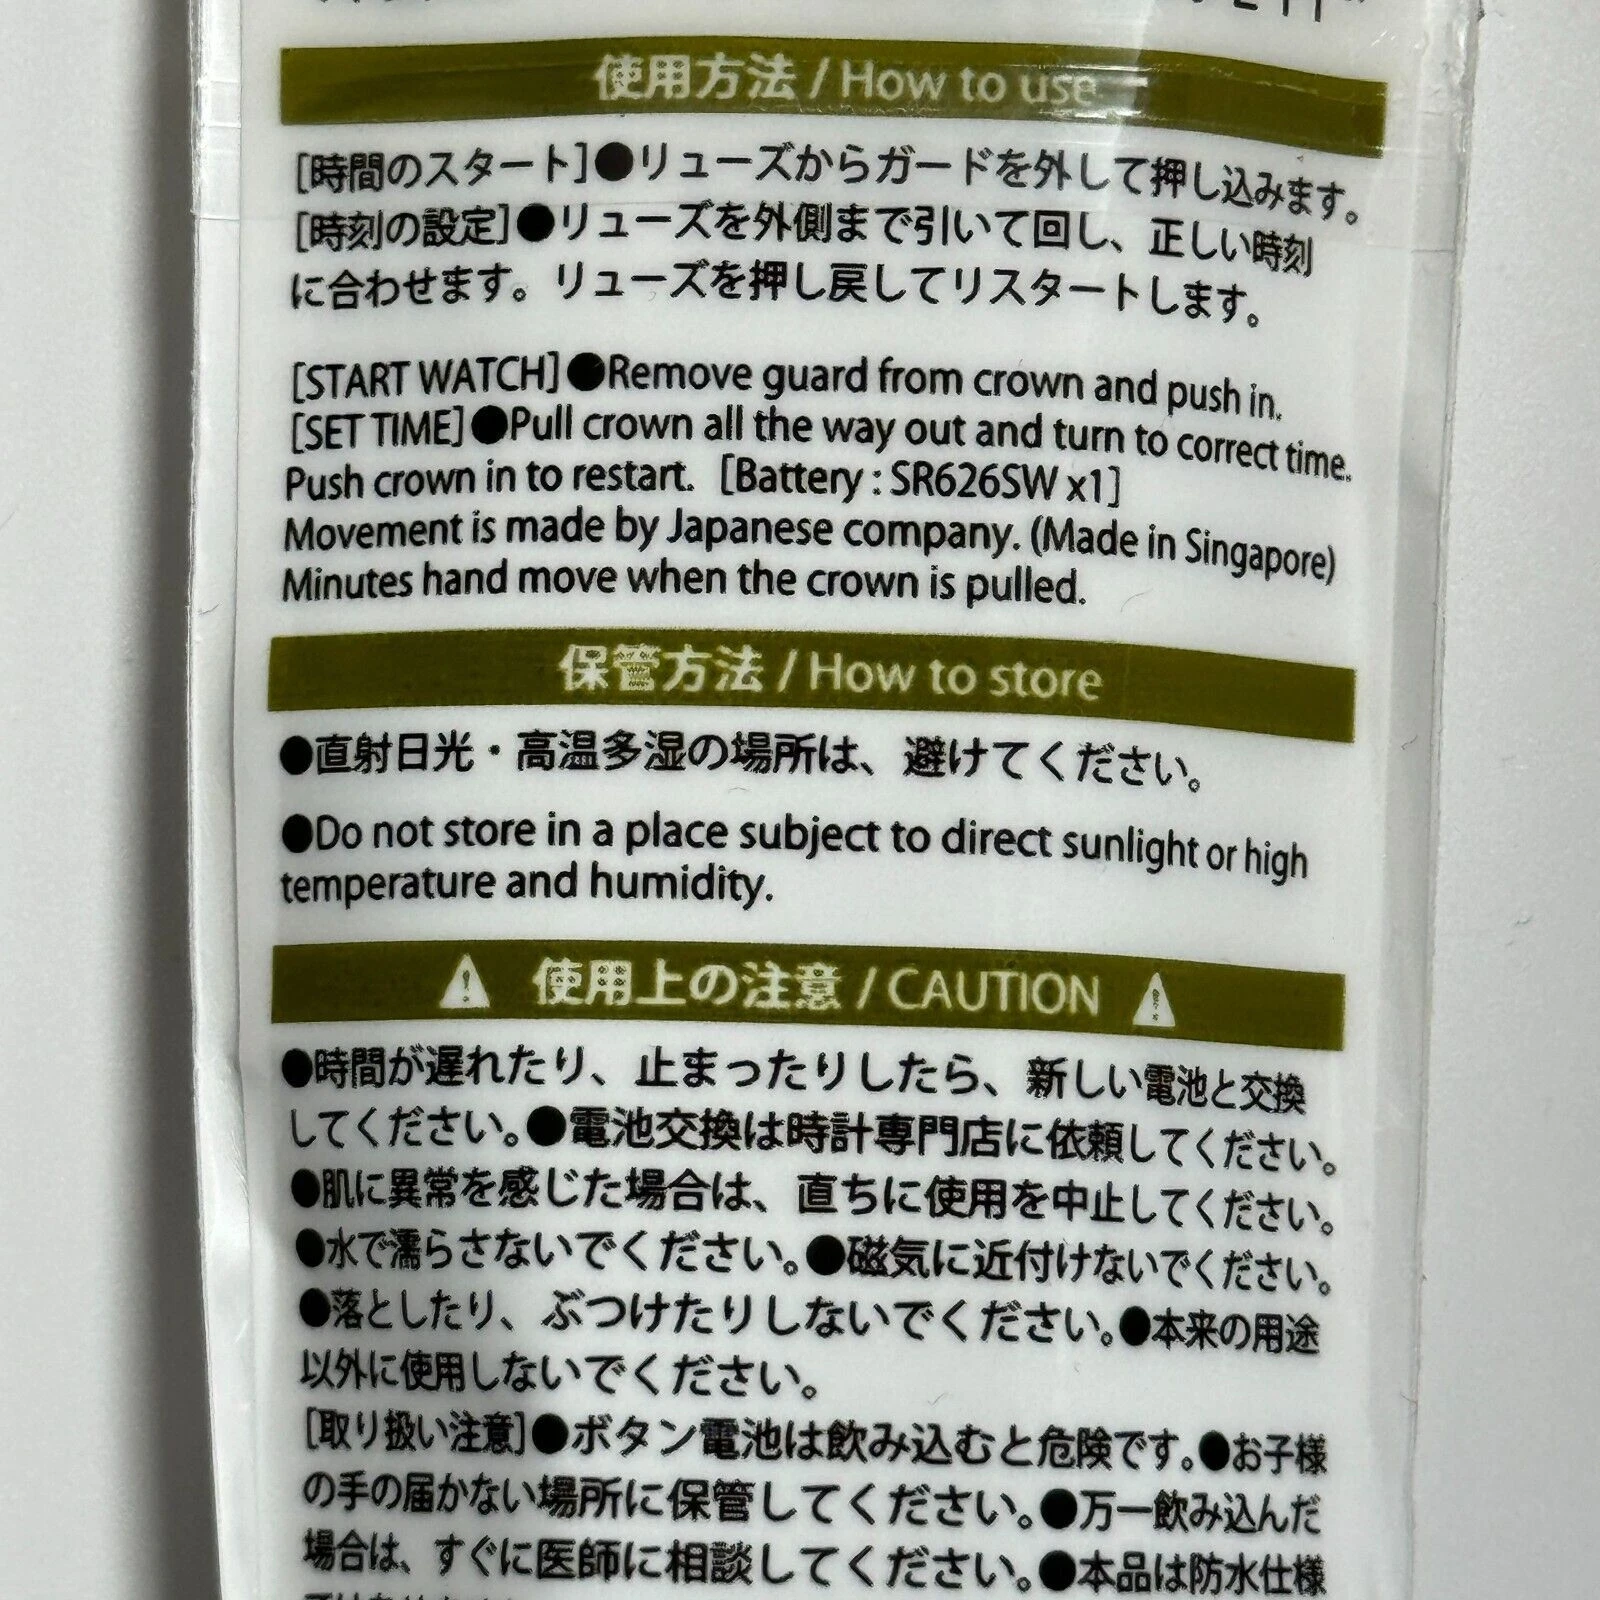 使用方法 / How to use
[時間のスタート]●リューズからガードを外して押し込みます。
[時刻の設定]●リューズを外側まで引いて回し、正しい時刻
に合わせます。リューズを押し戻してリスタートします。
[START WATCH]●Remove guard from crown and push in.
[SET TIME]●Pull crown all the way out and turn to correct time.
Push crown in to restart. [Battery : SR626SW x1]
Movement is made by Japanese company. (Made in Singapore)
Minutes hand move when the crown is pulled.
保管方法 / How to store
●直射日光・高温多湿の場所は、避けてください。
●Do not store in a place subject to direct sunlight or high
temperature and humidity.
使用上の注意 / CAUTION
●時間が遅れたり、止まったりしたら、新しい電池と交換
してください。●電池交換は時計専門店に依頼してください。
●肌に異常を感じた場合は、直ちに使用を中止してください。
●水で濡らさないでください。●磁気に近付けないでください。
●落としたり、ぶつけたりしないでください。●本来の用途
以外に使用しないでください。
[取り扱い注意]●ボタン電池は飲み込むと危険です。●お子様
の手の届かない場所に保管してください。●万一飲み込んだ
場合は、すぐに医師に相談してください。●本品は防水仕様